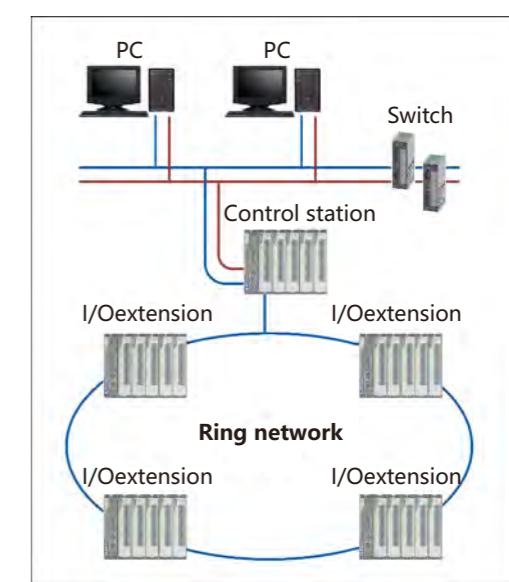 PC
PC
Switch
Control station
I/Oextension
I/Oextension
Ring network
I/Oextension
I/Oextension